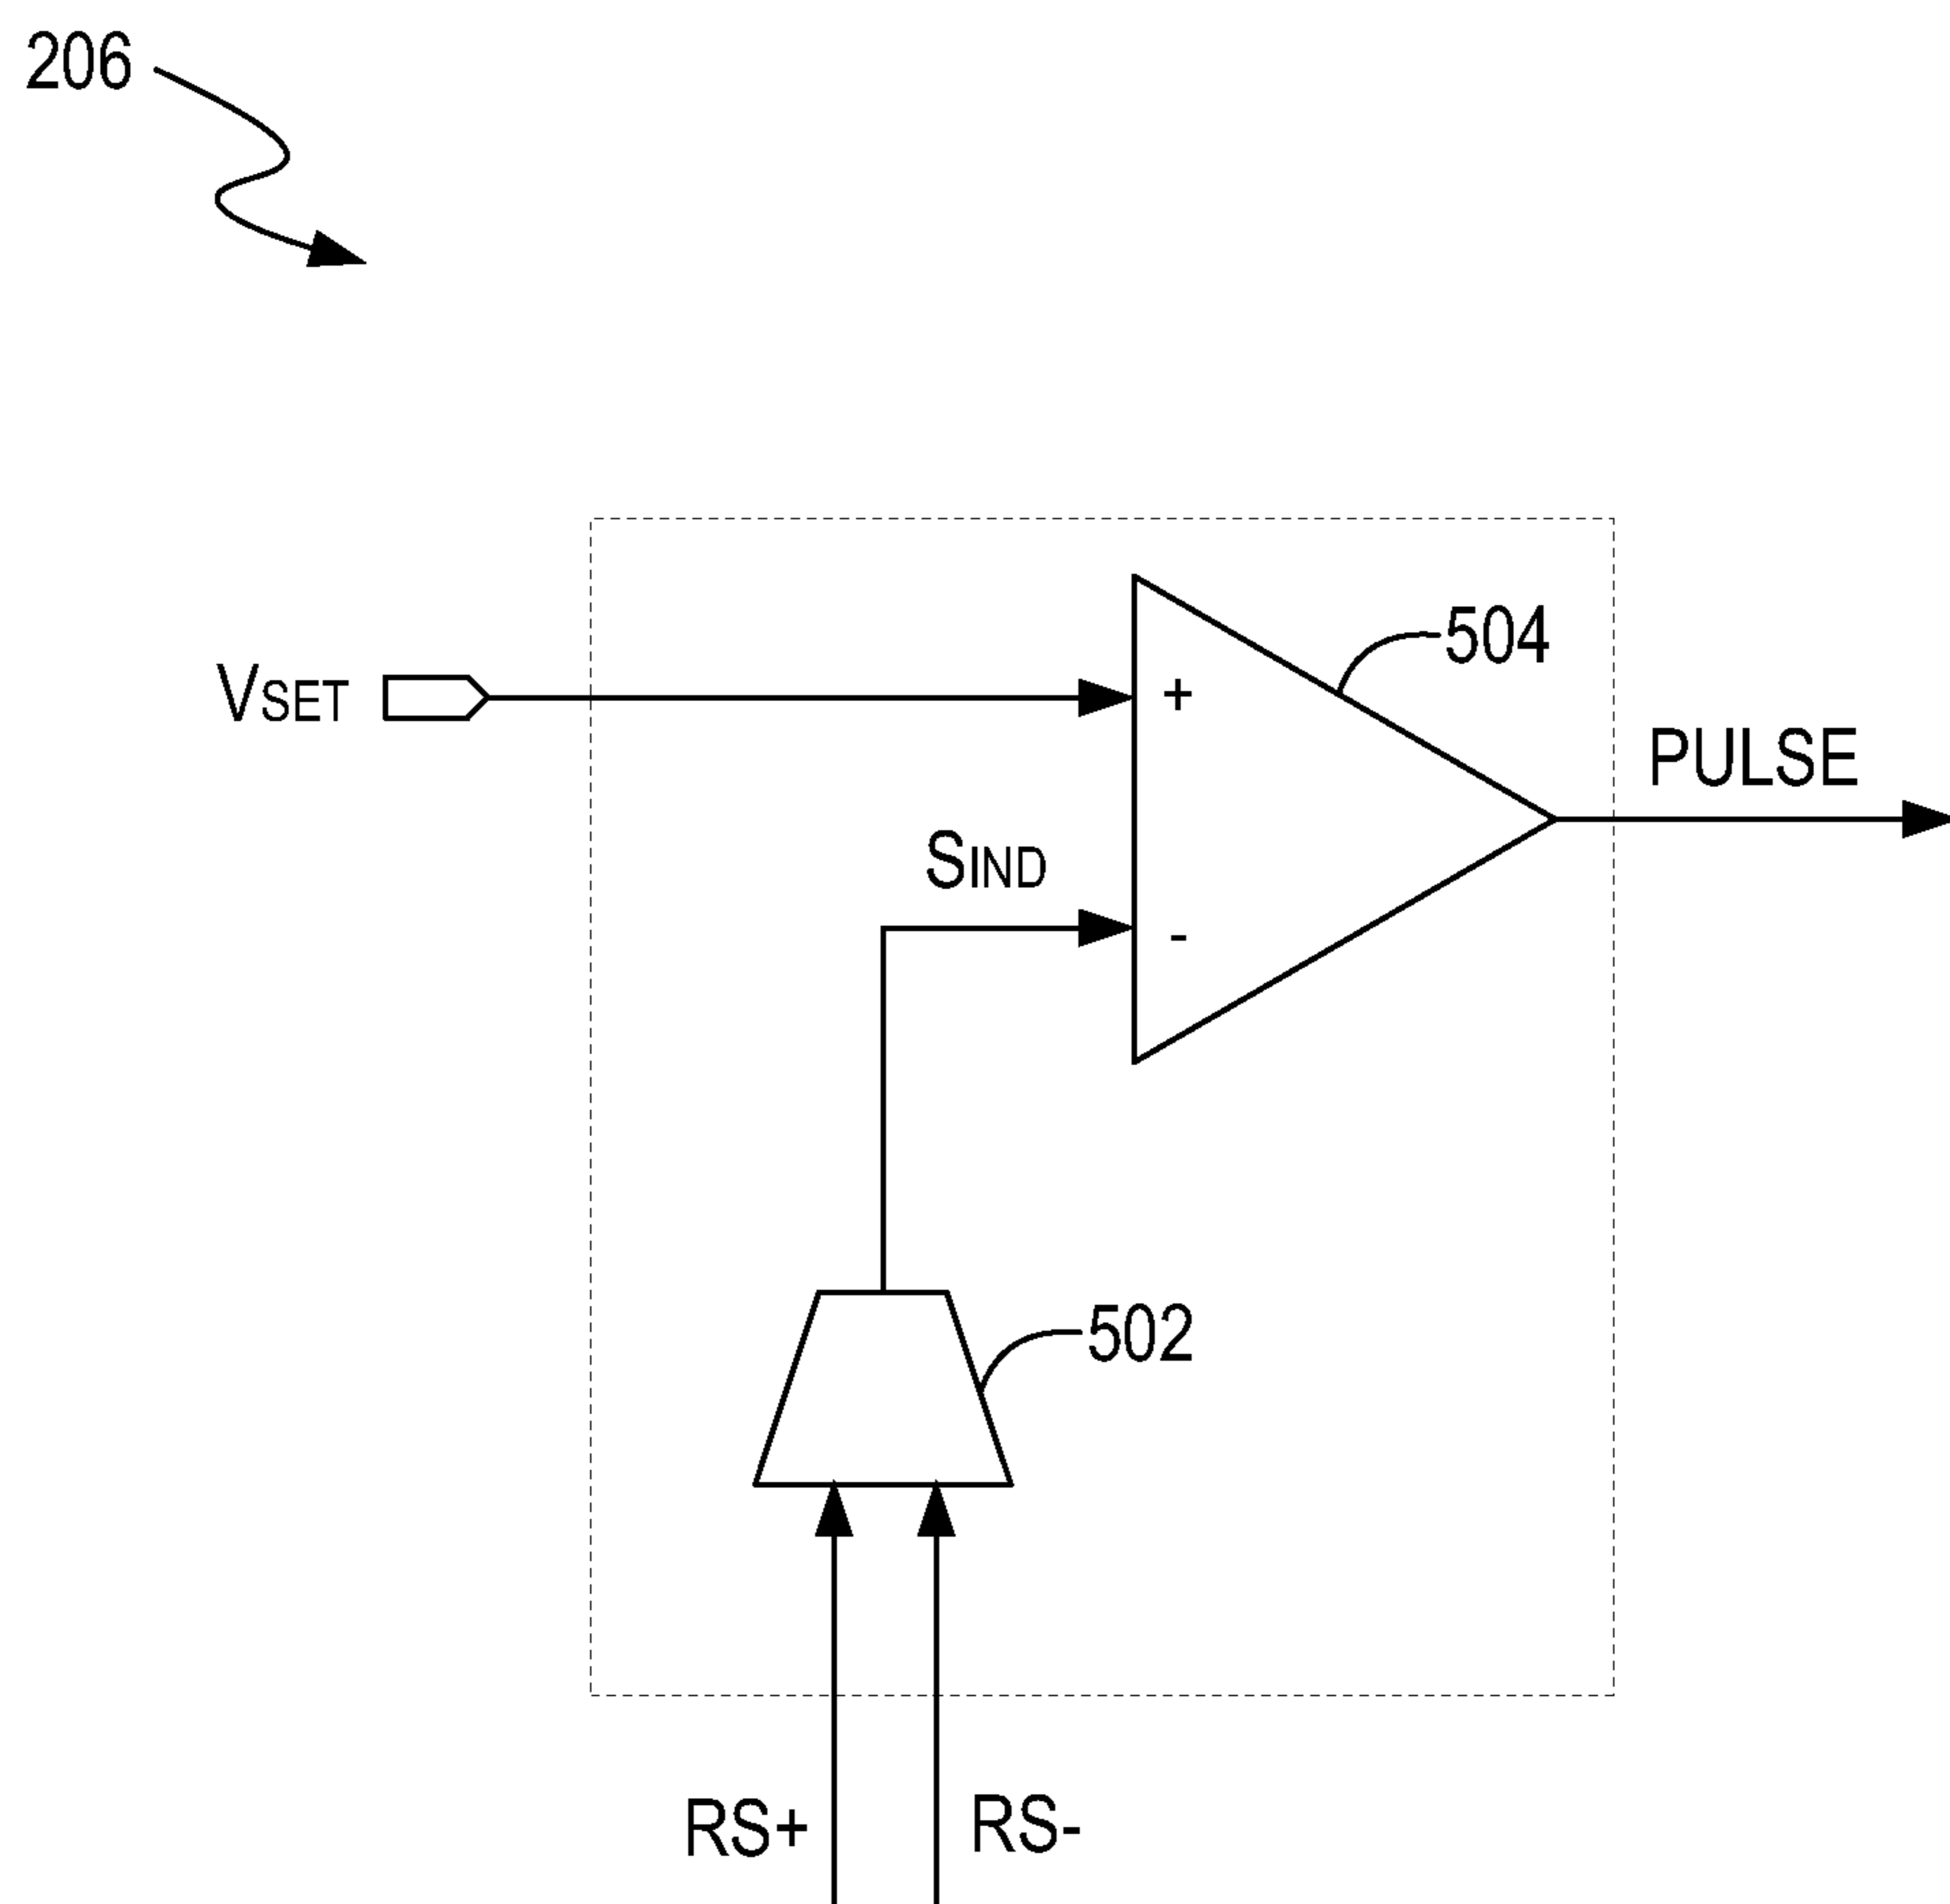 206
504
+
VSET
PULSE
SIND
-
502
RS+
RS-